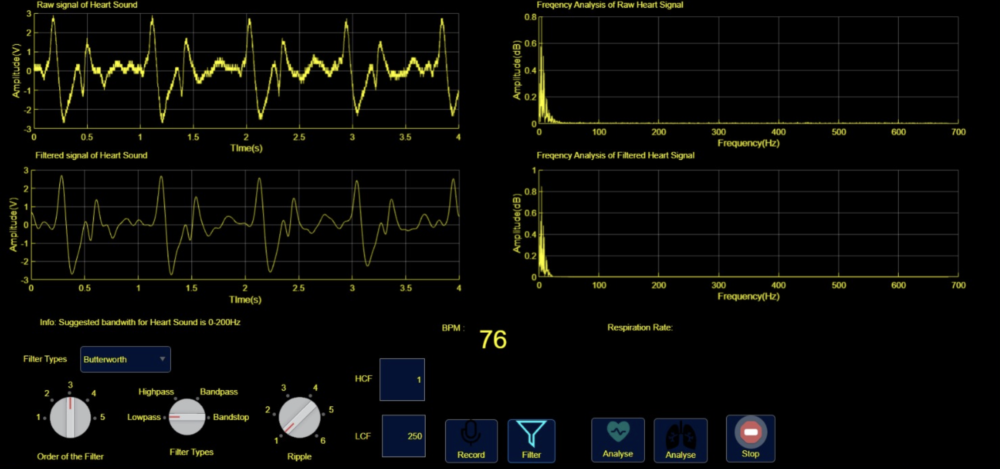 Raw signal of Heart Sound
3
2
1
0
-1
-2
-3
Amplitude(V)
0 0.5 1 1.5 2 2.5 3 3.5 4
TIme(s)
Freqency Analysis of Raw Heart Signal
0.8
0.6
0.4
0.2
0
Amplitude(dB)
0 100 200 300 400 500 600 700
Frequency(Hz)
Filtered signal of Heart Sound
3
2
1
0
-1
-2
-3
Amplitude(V)
0 0.5 1 1.5 2 2.5 3 3.5 4
TIme(s)
Freqency Analysis of Filtered Heart Signal
1
0.8
0.6
0.4
0.2
0
Amplitude(dB)
0 100 200 300 400 500 600 700
Frequency(Hz)
Info: Suggested bandwith for Heart Sound is 0-200Hz
BPM :
76
Respiration Rate:
Filter Types
Butterworth
1 2 3 4 5
Order of the Filter
Lowpass
Highpass
Bandpass
Bandstop
Filter Types
1 2 3 4 5 6
Ripple
HCF
1
LCF
250
Record
Filter
Analyse
Analyse
Stop